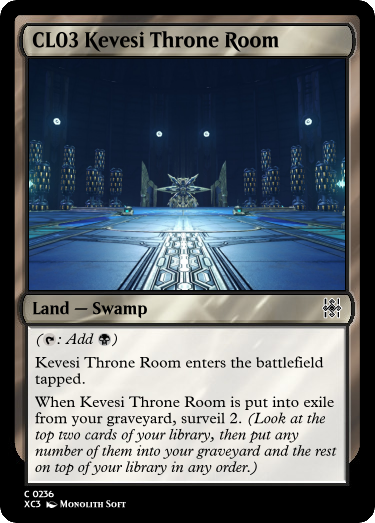 CL03 Kevesi Throne Room
Land — Swamp
(: Add )
Kevesi Throne Room enters the battlefield
tapped.
When Kevesi Throne Room is put into exile
from your graveyard, surveil 2. (Look at the
top two cards of your library, then put any
number of them into your graveyard and the rest
on top of your library in any order.)
C 0236
XC3 Monolith Soft